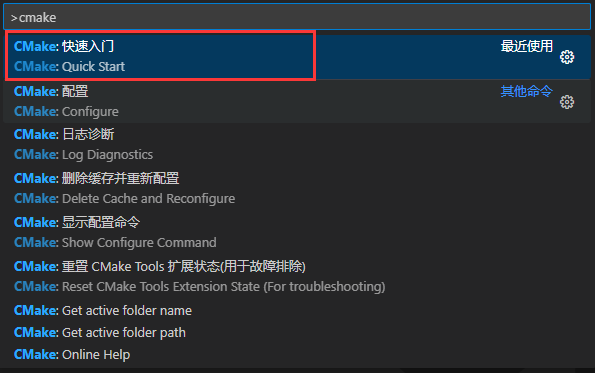 >cmake
CMake: 快速入门 最近使用
CMake: Quick Start
CMake: 配置 其他命令
CMake: Configure
CMake: 日志诊断
CMake: Log Diagnostics
CMake: 删除缓存并重新配置
CMake: Delete Cache and Reconfigure
CMake: 显示配置命令
CMake: Show Configure Command
CMake: 重置 CMake Tools 扩展状态(用于故障排除)
CMake: Reset CMake Tools Extension State (For troubleshooting)
CMake: Get active folder name
CMake: Get active folder path
CMake: Online Help